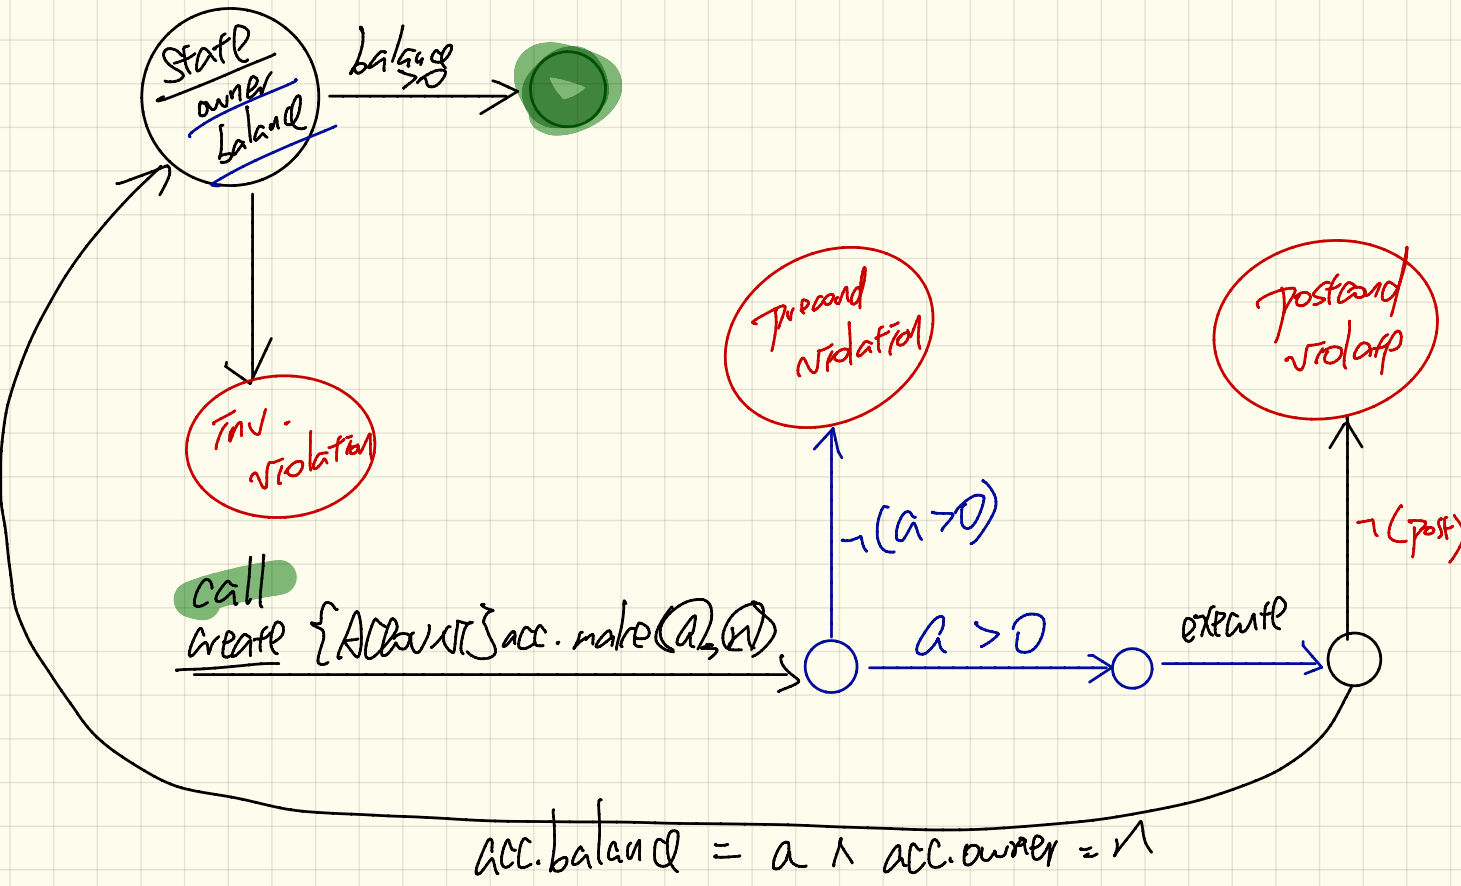 state
owner
balance
balance
>0
inv.
violation
precond
violation
postcond
¬(a>0)
¬(post)
call
create {ACCOUNT} acc.make(a, n)
a > 0
execute
acc.balance = a ∧ acc.owner = n